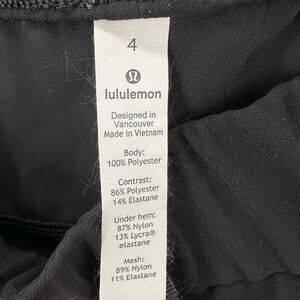 4
lululemon
Designed in
Vancouver
Made in Vietnam
Body:
100% Polyester
Contrast:
86% Polyester
14% Elastane
Under hem:
87% Nylon
13% Lycra®
elastane
Mesh:
89% Nylon
11% Elastane